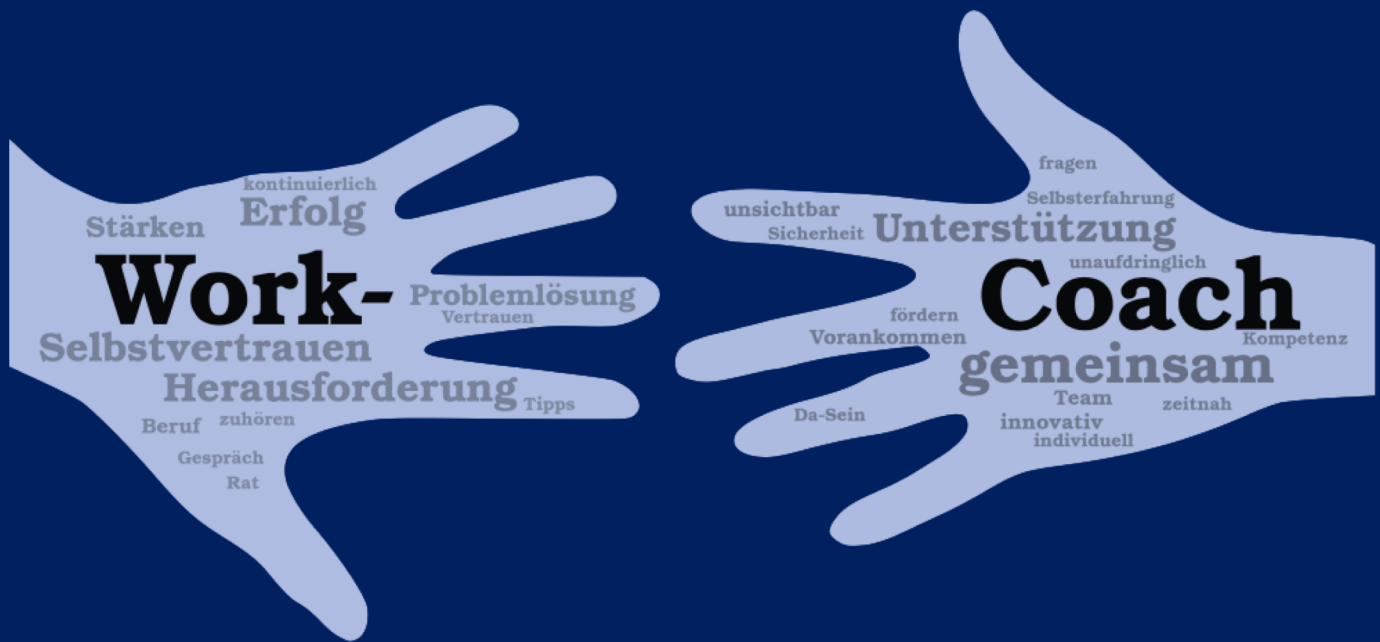 kontinuierlich
Erfolg
Stärken
Work-
Problemlösung
Vertrauen
Selbstvertrauen
Herausforderung
Tipps
Beruf
zuhören
Gespräch
Rat
fragen
Selbsterfahrung
unsichtbar
Unterstützung
Sicherheit
unaufdringlich
Coach
fördern
Vorankommen
Kompetenz
gemeinsam
Team
zeitnah
Da-Sein
innovativ
individuell